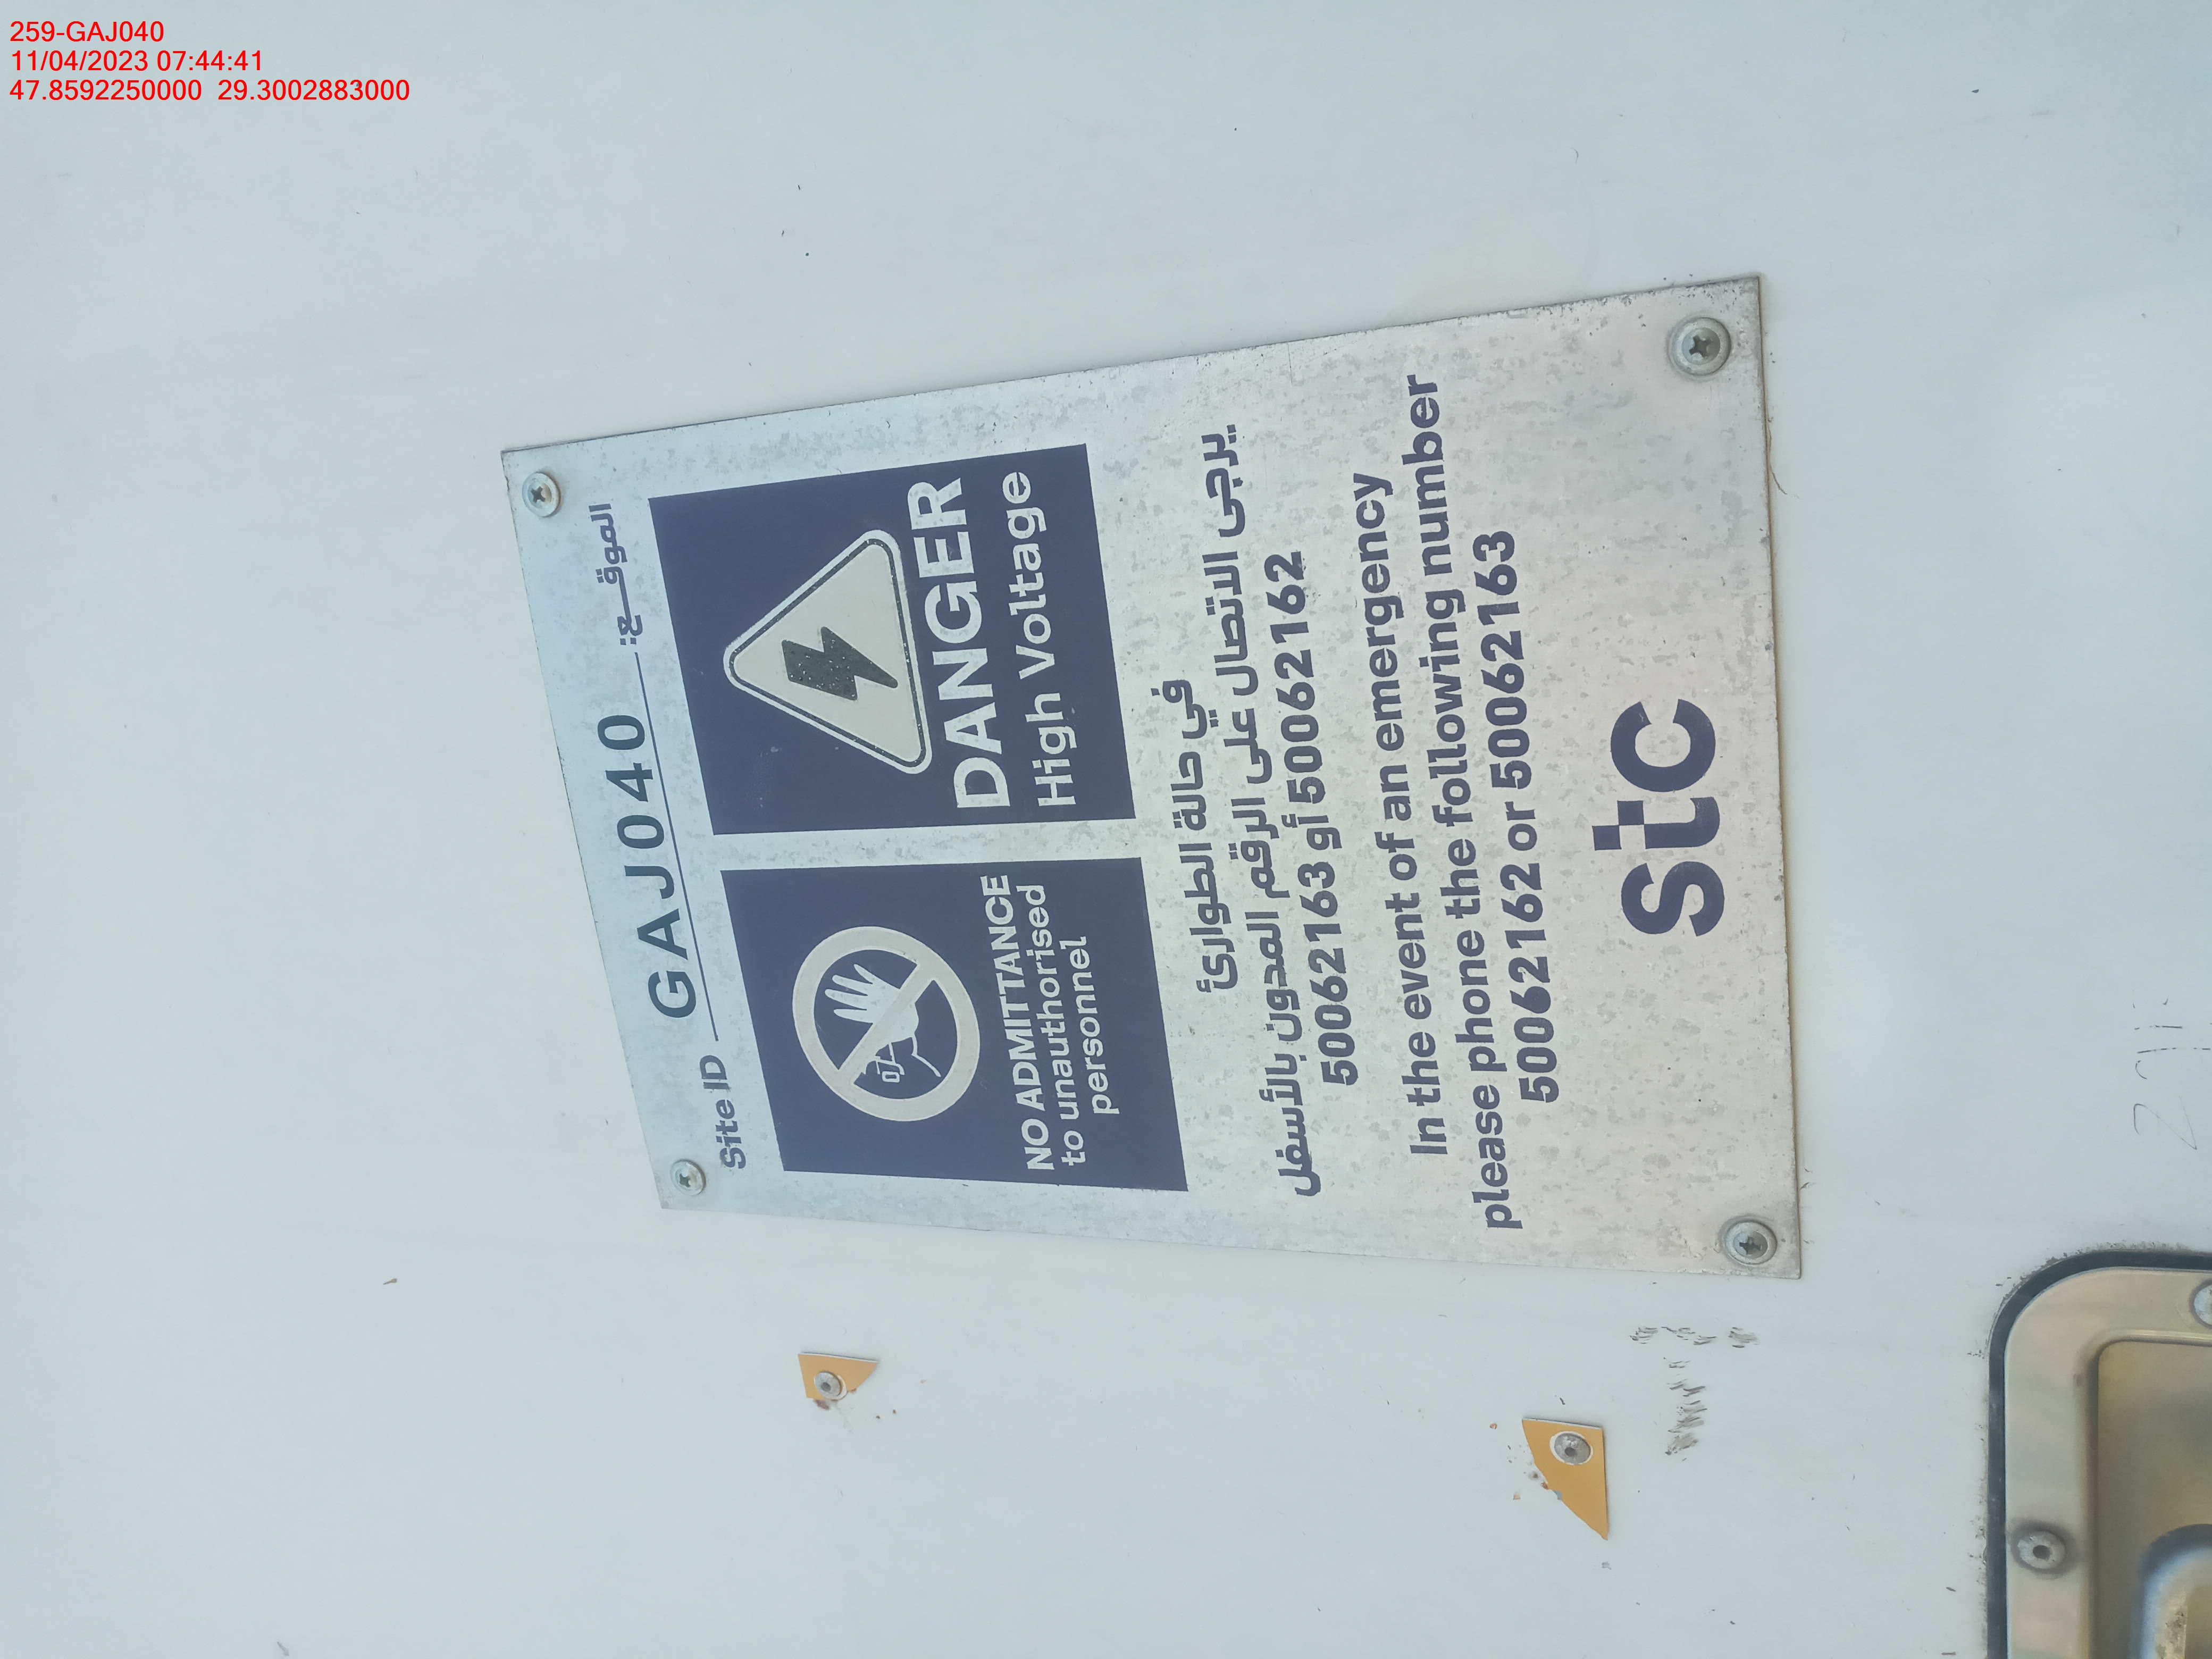 259-GAJ040
11/04/2023 07:44:41
47.8592250000 29.3002883000
Site ID GAJ040 الموقـــع:
NO ADMITTANCE
to unauthorised
personnel
DANGER
High Voltage
في حالة الطوارئ
يرجى الاتصال على الرقم المدون بالأسفل
50062163 أو 50062162
In the event of an emergency
please phone the following number
50062162 or 50062163
stc